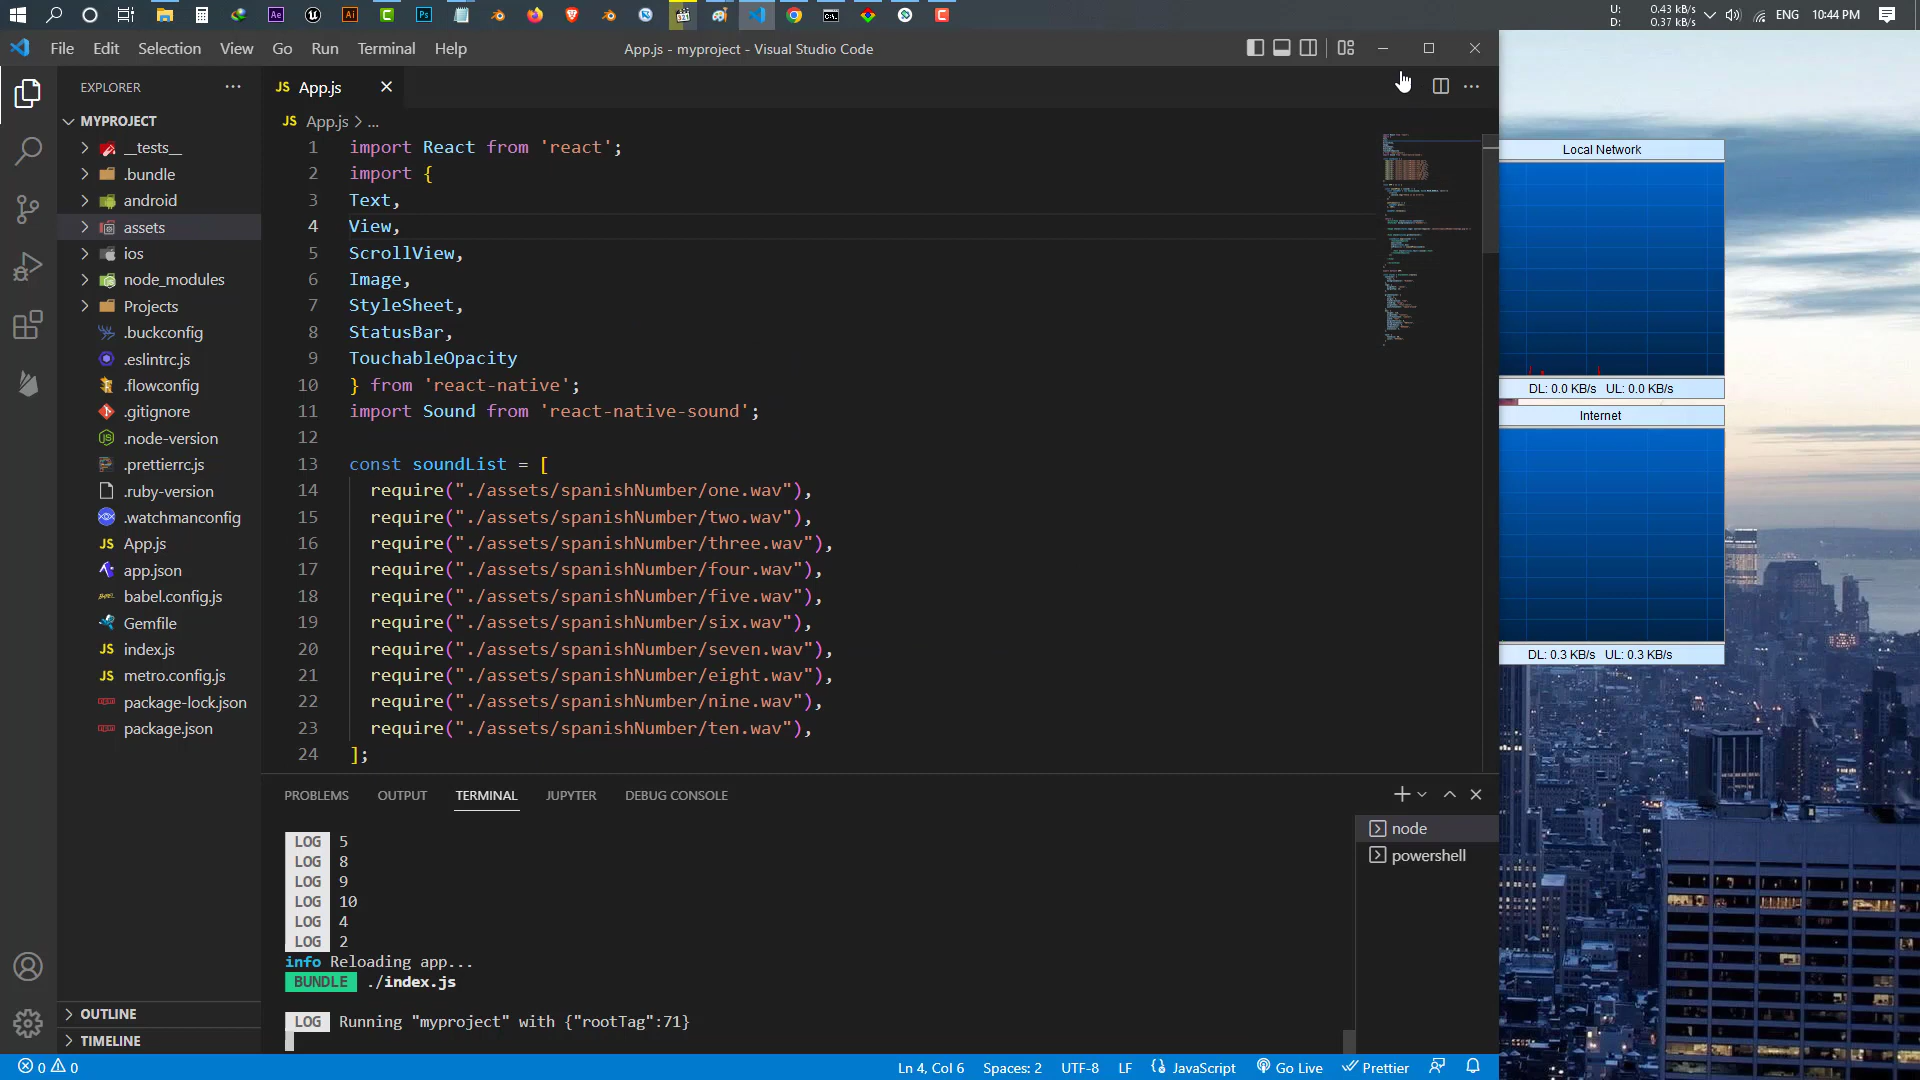 U: 0.43 kB/s
D: 0.37 kB/s
ENG 10:44 PM
File Edit Selection View Go Run Terminal Help
App.js - myproject - Visual Studio Code
EXPLORER
JS App.js
MYPROJECT
__tests__
.bundle
android
assets
ios
node_modules
Projects
.buckconfig
.eslintrc.js
.flowconfig
.gitignore
.node-version
.prettierrc.js
.ruby-version
.watchmanconfig
JS App.js
app.json
babel.config.js
Gemfile
JS index.js
JS metro.config.js
package-lock.json
package.json
OUTLINE
TIMELINE
JS App.js > ...
1 import React from 'react';
2 import {
3 Text,
4 View,
5 ScrollView,
6 Image,
7 StyleSheet,
8 StatusBar,
9 TouchableOpacity
10 } from 'react-native';
11 import Sound from 'react-native-sound';
12
13 const soundList = [
14 require("./assets/spanishNumber/one.wav"),
15 require("./assets/spanishNumber/two.wav"),
16 require("./assets/spanishNumber/three.wav"),
17 require("./assets/spanishNumber/four.wav"),
18 require("./assets/spanishNumber/five.wav"),
19 require("./assets/spanishNumber/six.wav"),
20 require("./assets/spanishNumber/seven.wav"),
21 require("./assets/spanishNumber/eight.wav"),
22 require("./assets/spanishNumber/nine.wav"),
23 require("./assets/spanishNumber/ten.wav"),
24 ];
PROBLEMS OUTPUT TERMINAL JUPYTER DEBUG CONSOLE
LOG 5
LOG 8
LOG 9
LOG 10
LOG 4
LOG 2
info Reloading app...
BUNDLE ./index.js
LOG Running "myproject" with {"rootTag":71}
node
powershell
0 0
Ln 4, Col 6 Spaces: 2 UTF-8 LF JavaScript Go Live Prettier
Local Network
DL: 0.0 KB/s UL: 0.0 KB/s
Internet
DL: 0.3 KB/s UL: 0.3 KB/s